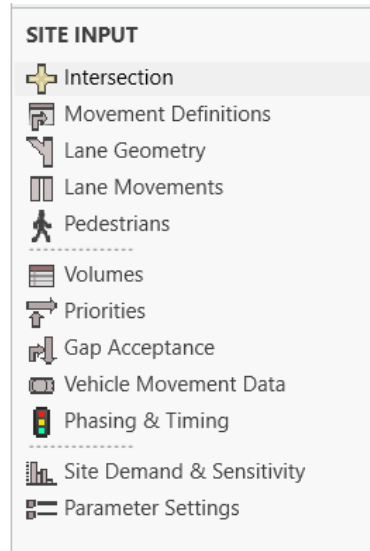 SITE INPUT
Intersection
Movement Definitions
Lane Geometry
Lane Movements
Pedestrians
Volumes
Priorities
Gap Acceptance
Vehicle Movement Data
Phasing & Timing
Site Demand & Sensitivity
Parameter Settings